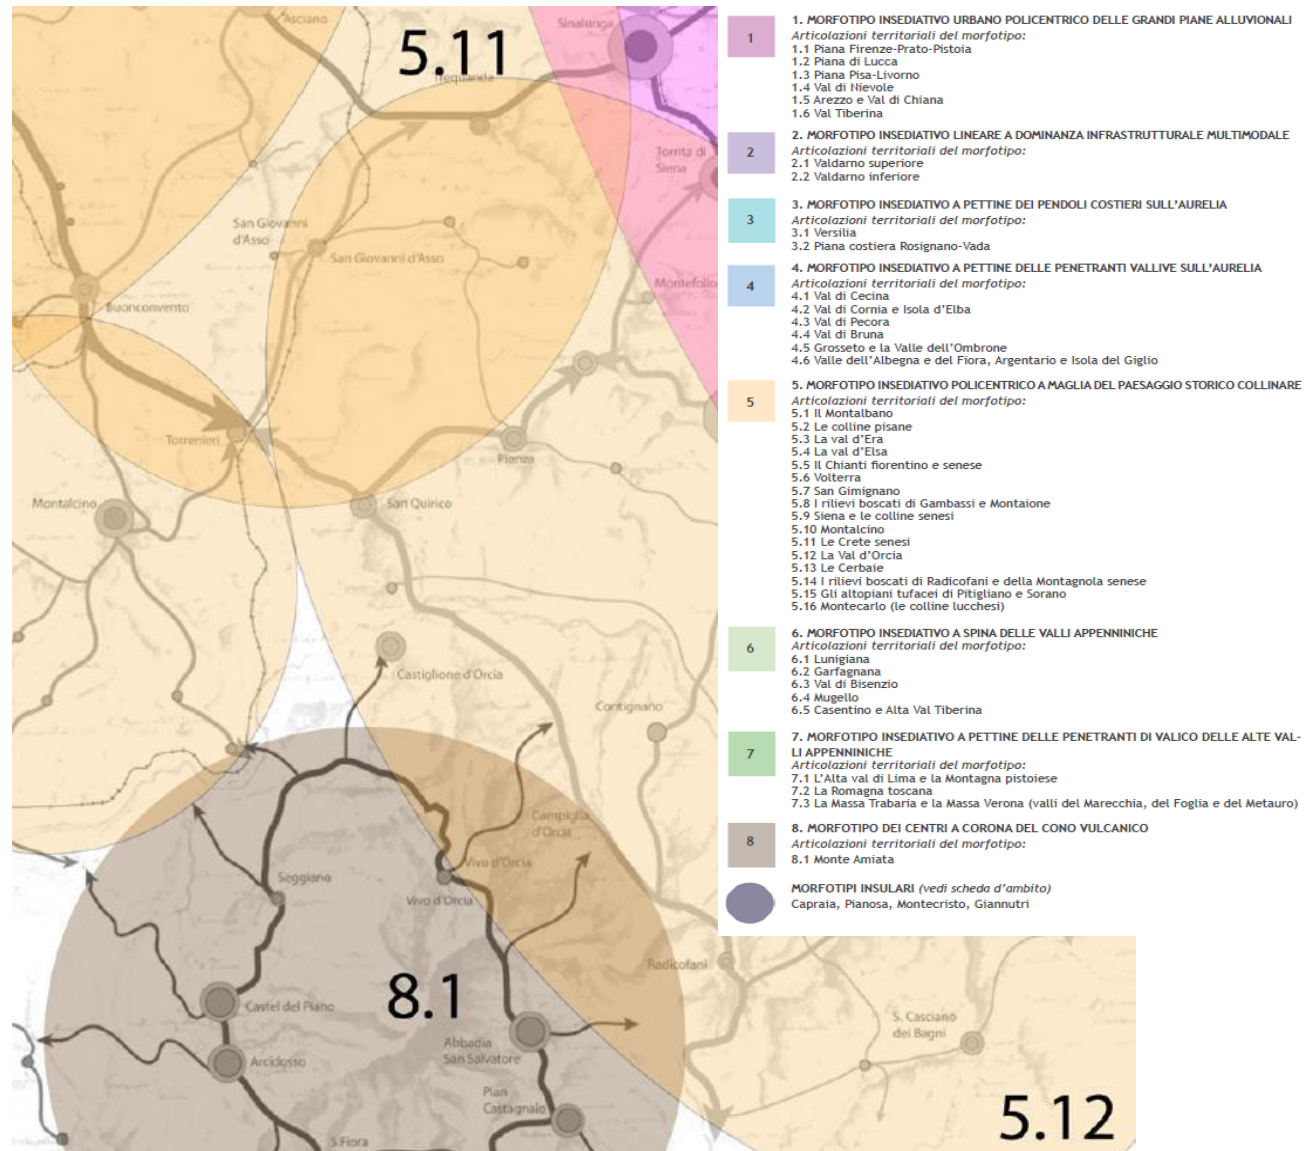 Asciano
5.11
Sinalunga
Trequanda
Torrita di
Siena
San Giovanni
d'Asso
San Giovanni d'Asso
Buonconvento
Torrenieri
Pienza
Montalcino
San Quirico
Castiglione d'Orcia
Contignano
Campiglia
d'Orcia
Vivo d'Orcia
Vivo d'Orcia
Seggiano
Radicofani
Castel del Piano
8.1
Abbadia
San Salvatore
Arcidosso
Pian
Castagnaio
S.Fiora
S. Casciano
dei Bagni
5.12
1
1. MORFOTIPO INSEDIATIVO URBANO POLICENTRICO DELLE GRANDI PIANE ALLUVIONALI
Articolazioni territoriali del morfotipo:
1.1 Piana Firenze-Prato-Pistoia
1.2 Piana di Lucca
1.3 Piana Pisa-Livorno
1.4 Val di Nievole
1.5 Arezzo e Val di Chiana
1.6 Val Tiberina
2
2. MORFOTIPO INSEDIATIVO LINEARE A DOMINANZA INFRASTRUTTURALE MULTIMODALE
Articolazioni territoriali del morfotipo:
2.1 Valdarno superiore
2.2 Valdarno inferiore
3
3. MORFOTIPO INSEDIATIVO A PETTINE DEI PENDOLI COSTIERI SULL'AURELIA
Articolazioni territoriali del morfotipo:
3.1 Versilia
3.2 Piana costiera Rosignano-Vada
4
4. MORFOTIPO INSEDIATIVO A PETTINE DELLE PENETRANTI VALLIVE SULL'AURELIA
Articolazioni territoriali del morfotipo:
4.1 Val di Cecina
4.2 Val di Cornia e Isola d'Elba
4.3 Val di Pecora
4.4 Val di Bruna
4.5 Grosseto e la Valle dell'Ombrone
4.6 Valle dell'Albegna e del Fiora, Argentario e Isola del Giglio
5
5. MORFOTIPO INSEDIATIVO POLICENTRICO A MAGLIA DEL PAESAGGIO STORICO COLLINARE
Articolazioni territoriali del morfotipo:
5.1 Il Montalbano
5.2 Le colline pisane
5.3 La val d'Era
5.4 La val d'Elsa
5.5 Il Chianti fiorentino e senese
5.6 Volterra
5.7 San Gimignano
5.8 I rilievi boscati di Gambassi e Montaione
5.9 Siena e le colline senesi
5.10 Montalcino
5.11 Le Crete senesi
5.12 La Val d'Orcia
5.13 Le Cerbaie
5.14 I rilievi boscati di Radicofani e della Montagnola senese
5.15 Gli altopiani tufacei di Pitigliano e Sorano
5.16 Montecarlo (le colline lucchesi)
6
6. MORFOTIPO INSEDIATIVO A SPINA DELLE VALLI APPENNINICHE
Articolazioni territoriali del morfotipo:
6.1 Lunigiana
6.2 Garfagnana
6.3 Val di Bisenzio
6.4 Mugello
6.5 Casentino e Alta Val Tiberina
7
7. MORFOTIPO INSEDIATIVO A PETTINE DELLE PENETRANTI DI VALICO DELLE ALTE VAL-
LI APPENNINICHE
Articolazioni territoriali del morfotipo:
7.1 L'Alta val di Lima e la Montagna pistoiese
7.2 La Romagna toscana
7.3 La Massa Trabaria e la Massa Verona (valli del Marecchia, del Foglia e del Metauro)
8
8. MORFOTIPO DEI CENTRI A CORONA DEL CONO VULCANICO
Articolazioni territoriali del morfotipo:
8.1 Monte Amiata
MORFOTIPI INSULARI (vedi scheda d'ambito)
Capraia, Pianosa, Montecristo, Giannutri